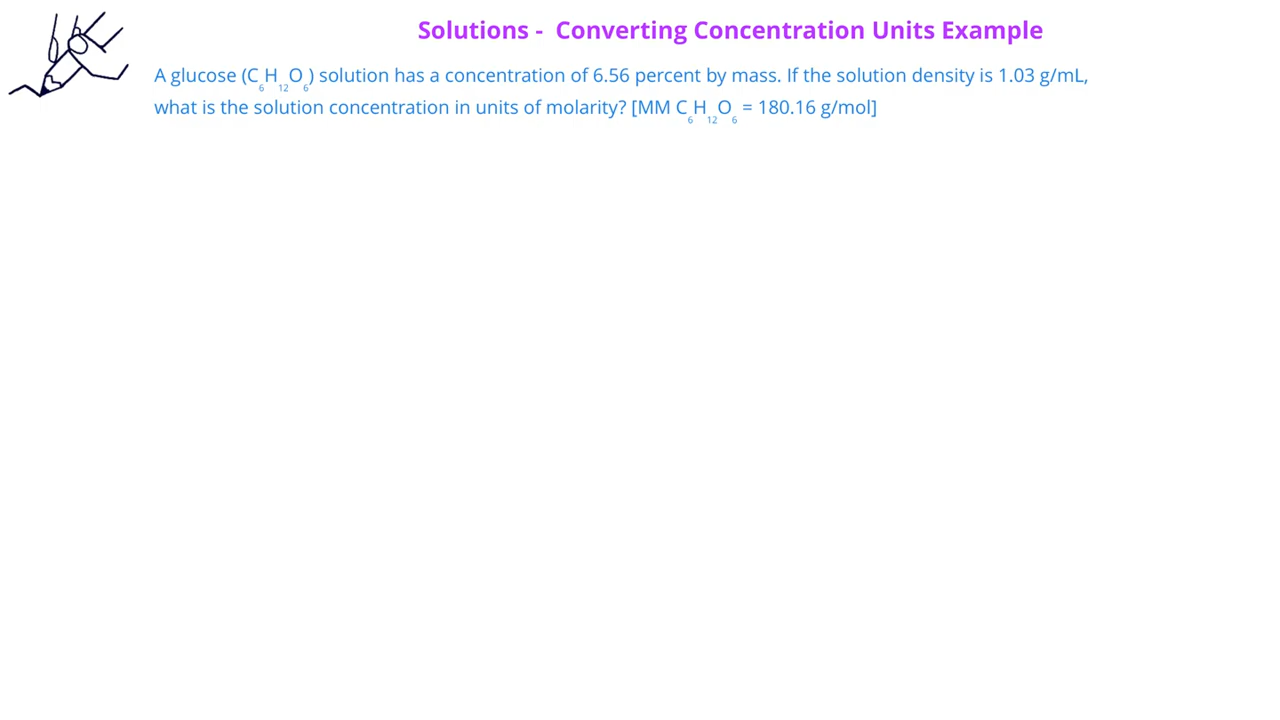 Solutions - Converting Concentration Units Example
A glucose (C₆H₁₂O₆) solution has a concentration of 6.56 percent by mass. If the solution density is 1.03 g/mL,
what is the solution concentration in units of molarity? [MM C₆H₁₂O₆ = 180.16 g/mol]